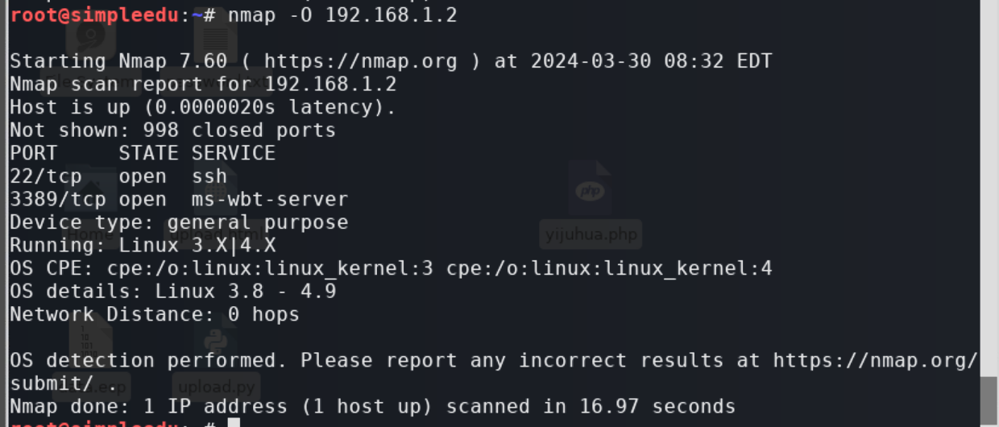 root@simpleedu:~# nmap -O 192.168.1.2
Starting Nmap 7.60 ( https://nmap.org ) at 2024-03-30 08:32 EDT
Nmap scan report for 192.168.1.2
Host is up (0.0000020s latency).
Not shown: 998 closed ports
PORT     STATE SERVICE
22/tcp   open  ssh
3389/tcp open  ms-wbt-server
Device type: general purpose
Running: Linux 3.X|4.X
OS CPE: cpe:/o:linux:linux_kernel:3 cpe:/o:linux:linux_kernel:4
OS details: Linux 3.8 - 4.9
Network Distance: 0 hops
OS detection performed. Please report any incorrect results at https://nmap.org/
submit/ .
Nmap done: 1 IP address (1 host up) scanned in 16.97 seconds
root@simpleedu:~#
php
yijuhua.php
Home
upload.html
upload.py